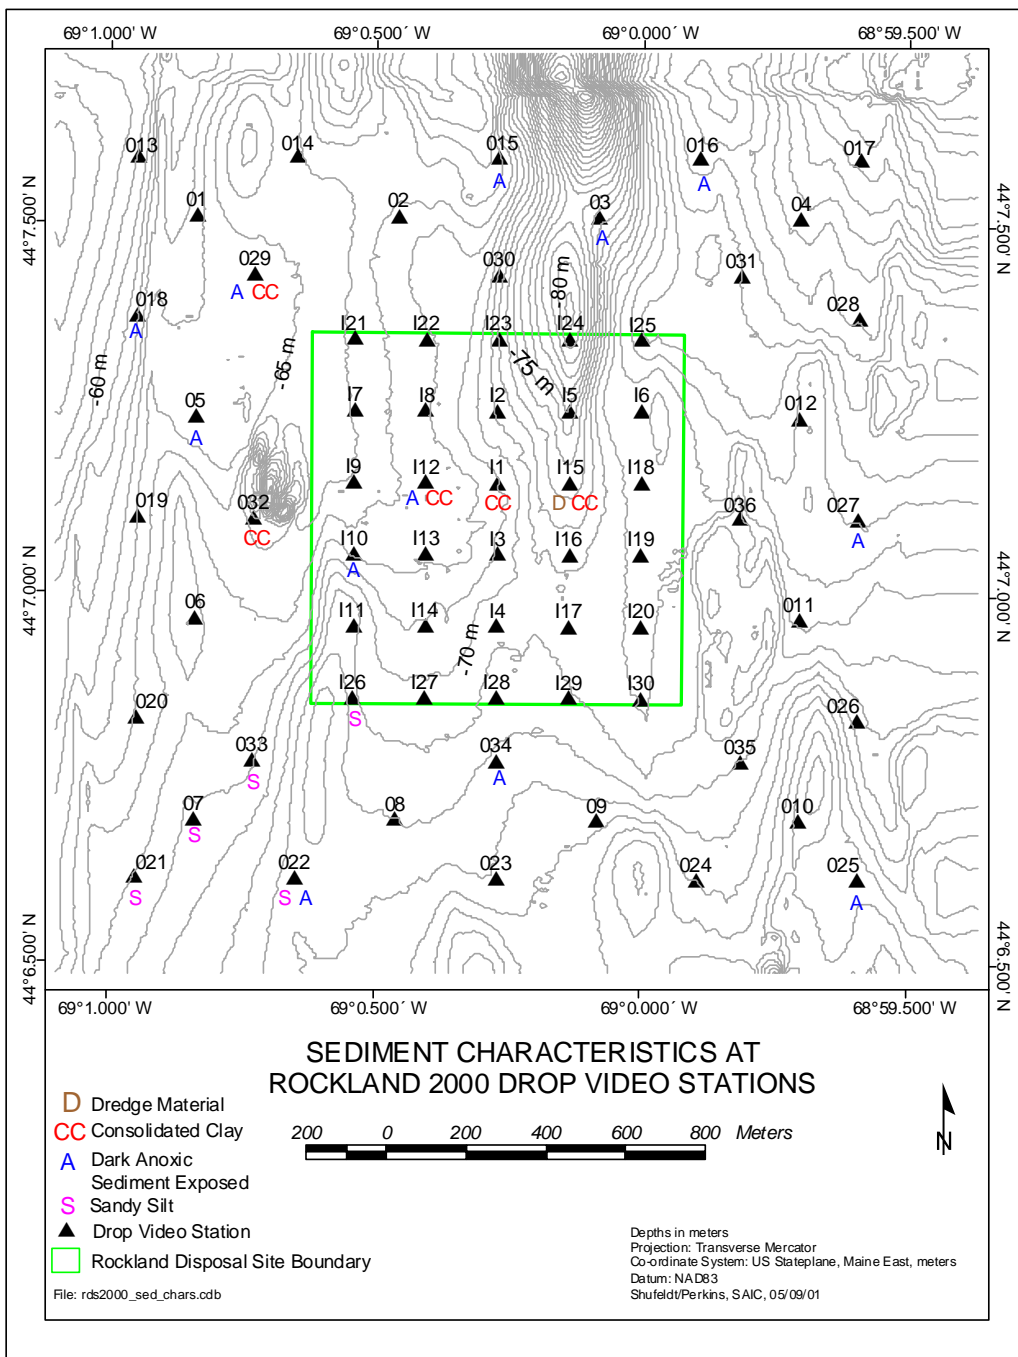 69°1.000' W 69°0.500' W 69°0.000' W 68°59.500' W
013 014 015 016 017
A A
01 02 03 04
44°7.500' N 44°7.500' N
A
029 030 031
A CC
-80 m
018 028
A
I21 I22 I23 I24 I25
-60 m -65 m -75 m
05 I7 I8 I2 I5 I6 012
A
I9 I12 I1 I15 I18
A CC CC D CC
019 032 036 027
CC A
I10 I13 I3 I16 I19
A
44°7.000' N 44°7.000' N
06 I11 I14 I4 I17 I20 011
-70 m
020 I26 I27 I28 I29 I30 026
S
033 034 035
S A
07 08 09 010
S
021 022 023 024 025
S S A A
44°6.500' N 44°6.500' N
69°1.000' W 69°0.500' W 69°0.000' W 68°59.500' W
SEDIMENT CHARACTERISTICS AT
ROCKLAND 2000 DROP VIDEO STATIONS
D Dredge Material
CC Consolidated Clay
A Dark Anoxic
Sediment Exposed
S Sandy Silt
Drop Video Station
Rockland Disposal Site Boundary
File: rds2000_sed_chars.cdb
200 0 200 400 600 800 Meters
N
Depths in meters
Projection: Transverse Mercator
Co-ordinate System: US Stateplane, Maine East, meters
Datum: NAD83
Shufeldt/Perkins, SAIC, 05/09/01